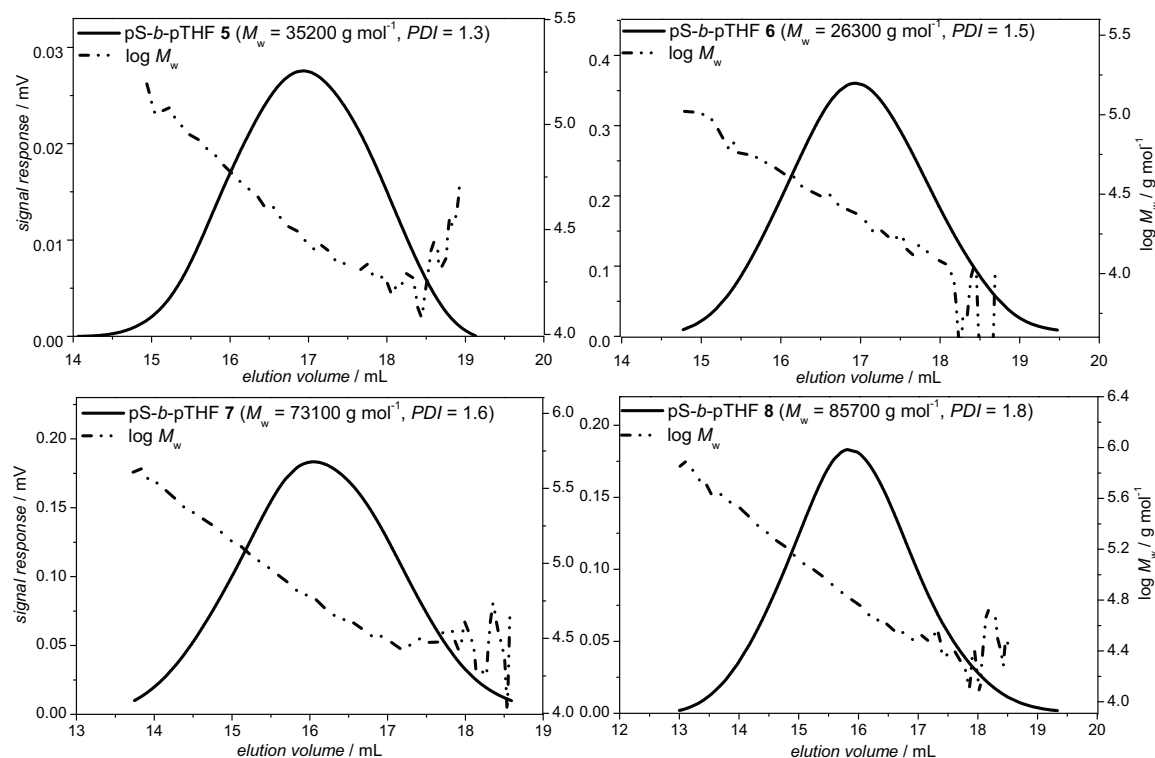 pS-b-pTHF 5 (Mw = 35200 g mol-1, PDI = 1.3)
log Mw
signal response / mV
0.03
0.02
0.01
0.00
5.5
5.0
4.5
4.0
14 15 16 17 18 19 20
elution volume / mL
pS-b-pTHF 6 (Mw = 26300 g mol-1, PDI = 1.5)
log Mw
0.4
0.3
0.2
0.1
0.0
5.5
5.0
4.5
4.0
log Mw / g mol-1
14 15 16 17 18 19 20
elution volume / mL
pS-b-pTHF 7 (Mw = 73100 g mol-1, PDI = 1.6)
log Mw
signal response / mV
0.20
0.15
0.10
0.05
0.00
6.0
5.5
5.0
4.5
4.0
13 14 15 16 17 18 19
elution volume / mL
pS-b-pTHF 8 (Mw = 85700 g mol-1, PDI = 1.8)
log Mw
0.20
0.15
0.10
0.05
0.00
6.4
6.0
5.6
5.2
4.8
4.4
4.0
log Mw / g mol-1
12 13 14 15 16 17 18 19 20
elution volume / mL